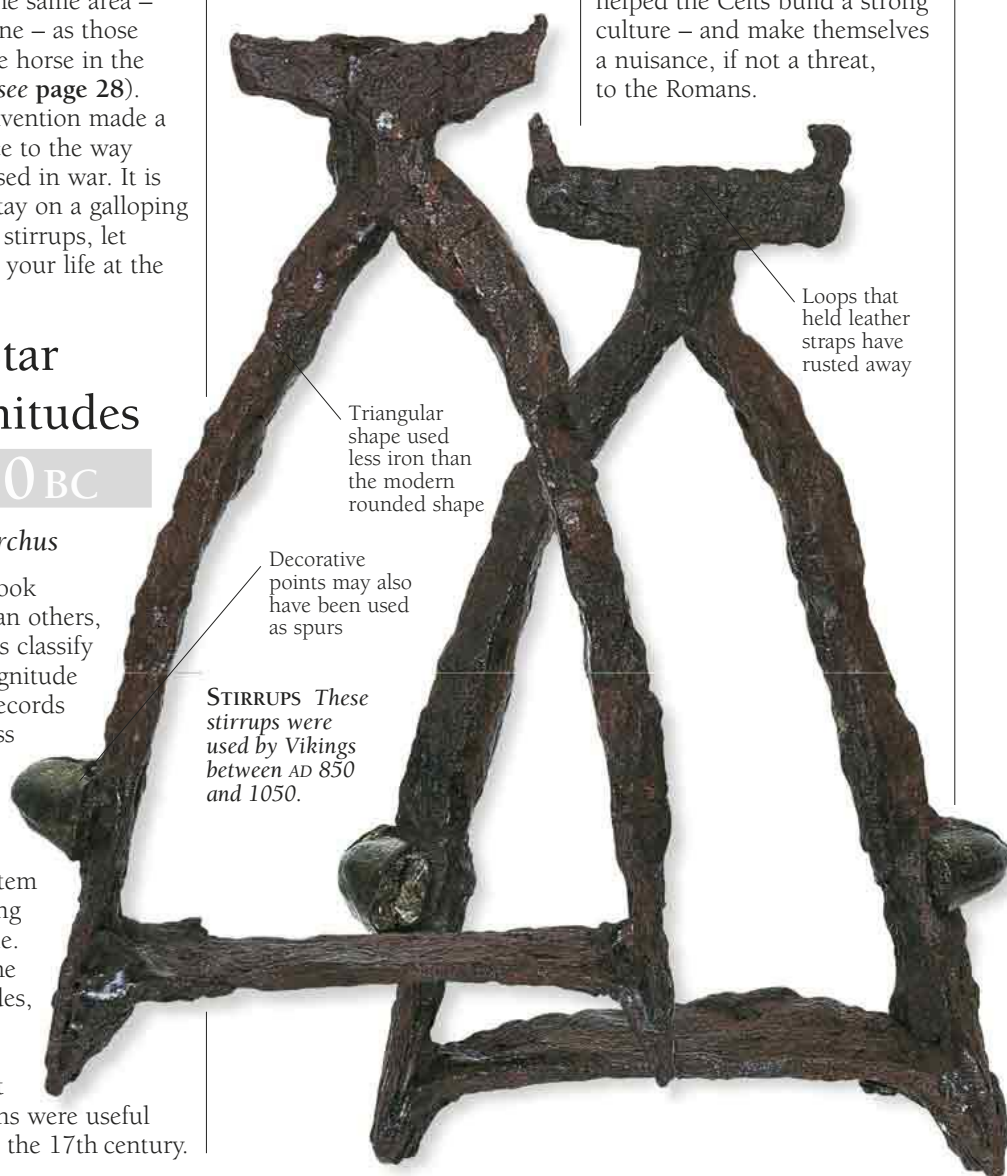 the same area –
ne – as those
e horse in the
see page 28).
vention made a
e to the way
sed in war. It is
tay on a galloping
stirrups, let
your life at the
tar
nitudes
0 BC
rchus
ook
an others,
s classify
gnitude
ecords
ss
tem
ng
e.
ne
les,
ns were useful
the 17th century.
Triangular
shape used
less iron than
the modern
rounded shape
Decorative
points may also
have been used
as spurs
STIRRUPS These
stirrups were
used by Vikings
between AD 850
and 1050.
helped the Celts build a strong
culture – and make themselves
a nuisance, if not a threat,
to the Romans.
Loops that
held leather
straps have
rusted away